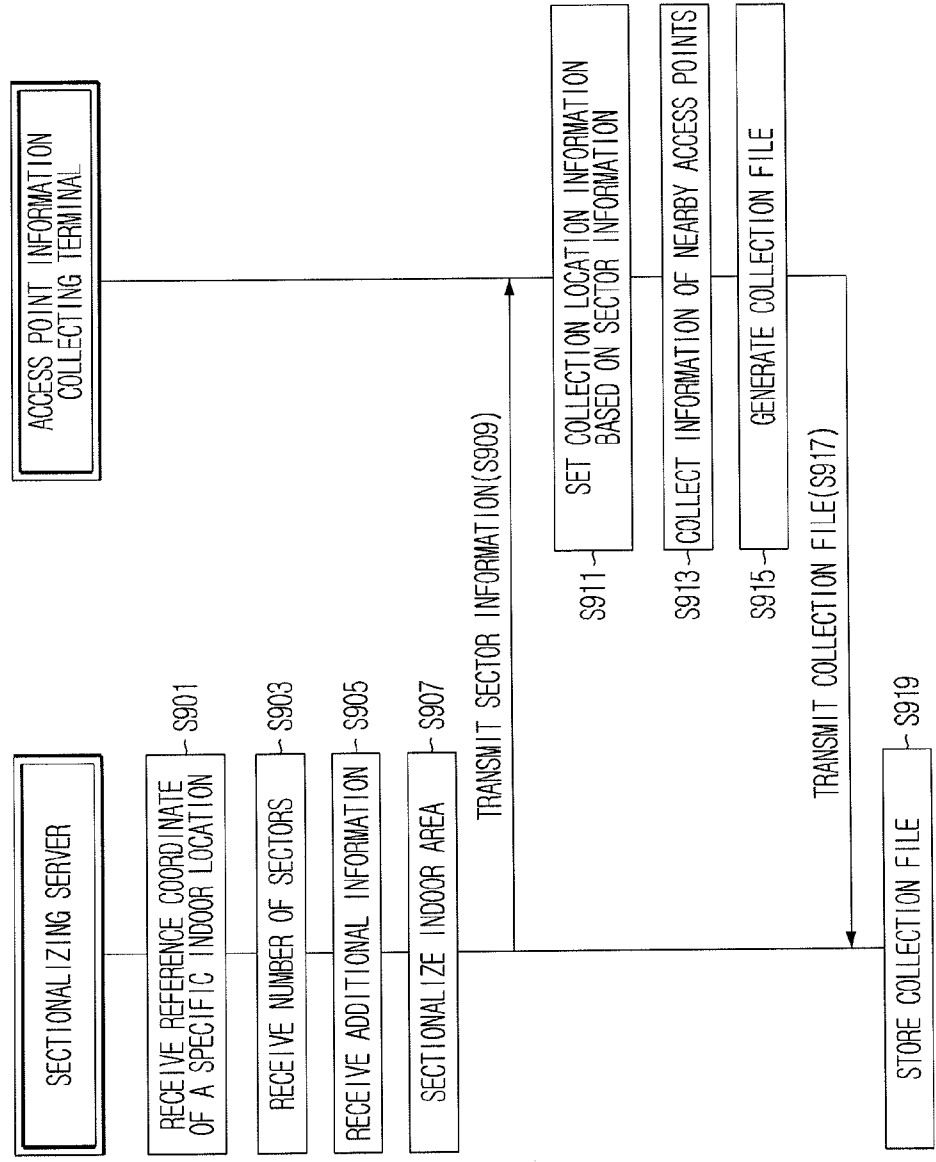 SECTIONALIZING SERVER
ACCESS POINT INFORMATION
COLLECTING TERMINAL
RECEIVE REFERENCE COORDINATE
OF A SPECIFIC INDOOR LOCATION
S901
RECEIVE NUMBER OF SECTORS
S903
RECEIVE ADDITIONAL INFORMATION
S905
SECTIONALIZE INDOOR AREA
S907
TRANSMIT SECTOR INFORMATION(S909)
S911
SET COLLECTION LOCATION INFORMATION
BASED ON SECTOR INFORMATION
S913
COLLECT INFORMATION OF NEARBY ACCESS POINTS
S915
GENERATE COLLECTION FILE
TRANSMIT COLLECTION FILE(S917)
STORE COLLECTION FILE
S919